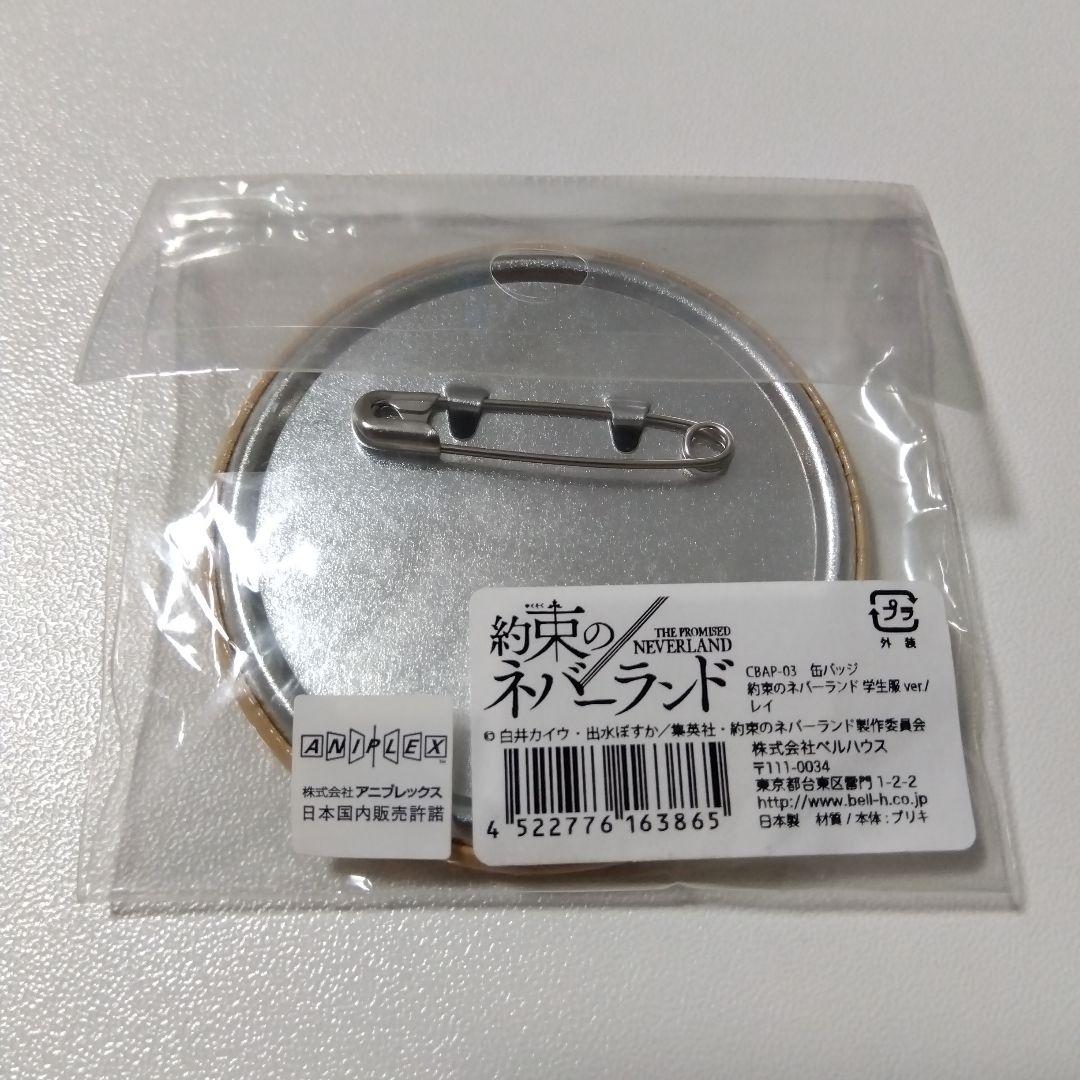 やくそく
約束の
ネバーランド
THE PROMISED
NEVERLAND
プラ
外装
CBAP-03 缶バッジ
約束のネバーランド 学生服 ver./
レイ
© 白井カイウ・出水ぽすか／集英社・約束のネバーランド製作委員会
株式会社ベルハウス
〒111-0034
東京都台東区雷門 1-2-2
http://www.bell-h.co.jp
日本製 材質 / 本体 : ブリキ
4 522776 163865
ANIPLEX
TM
株式会社 アニプレックス
日本国内販売許諾